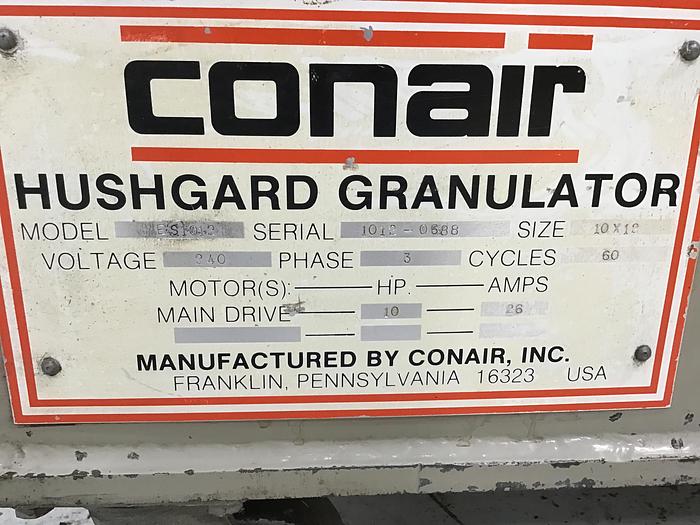 conair
HUSHGARD GRANULATOR
MODEL SERIAL 1012-0588 SIZE 10X12
VOLTAGE 240 PHASE 3 CYCLES 60
MOTOR(S): HP. AMPS
MAIN DRIVE 10 26
MANUFACTURED BY CONAIR, INC.
FRANKLIN, PENNSYLVANIA 16323 USA